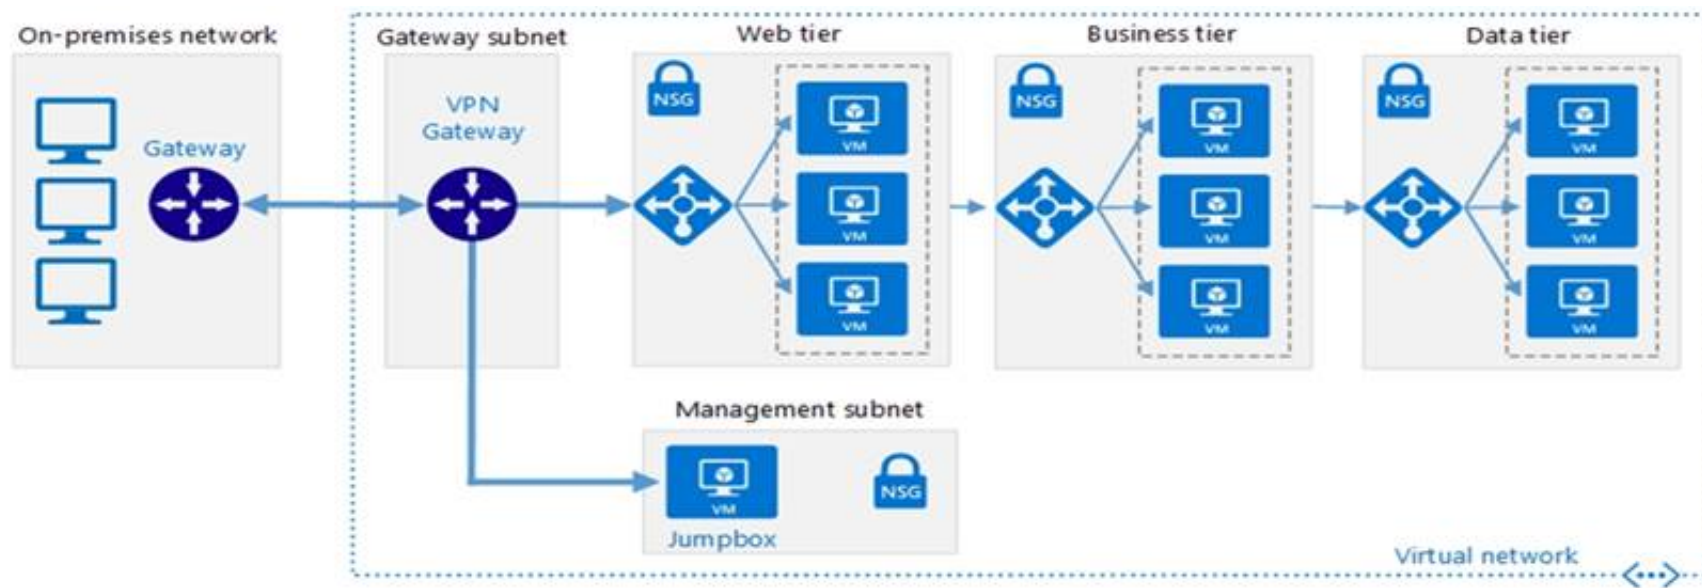 On-premises network
Gateway
Gateway subnet
VPN
Gateway
Web tier
NSG
VM
VM
VM
Business tier
NSG
VM
VM
VM
Data tier
NSG
VM
VM
VM
Management subnet
VM
Jumpbox
NSG
Virtual network